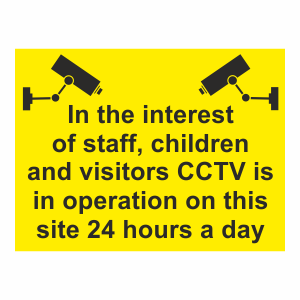 In the interest
of staff, children
and visitors CCTV is
in operation on this
site 24 hours a day